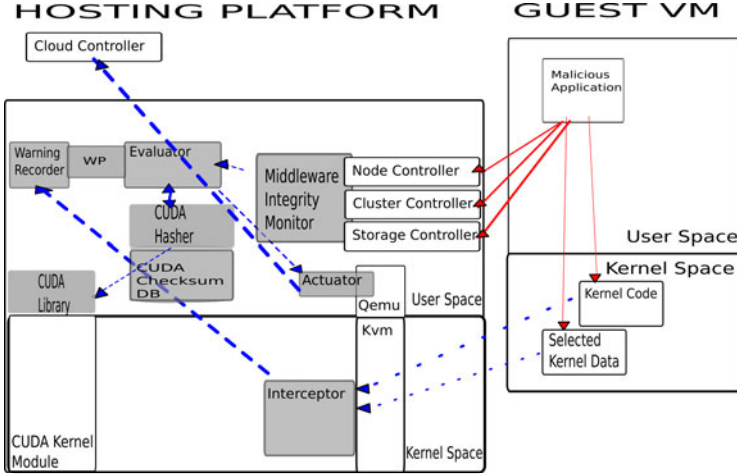 HOSTING PLATFORM
GUEST VM
Cloud Controller
Malicious
Application
Warning
Recorder
WP
Evaluator
Middleware
Integrity
Monitor
Node Controller
Cluster Controller
Storage Controller
CUDA
Hasher
CUDA
Checksum
DB
CUDA
Library
Actuator
Qemu
User Space
User Space
Kernel Space
Kernel Code
Selected
Kernel Data
Kvm
Interceptor
CUDA Kernel
Module
Kernel Space